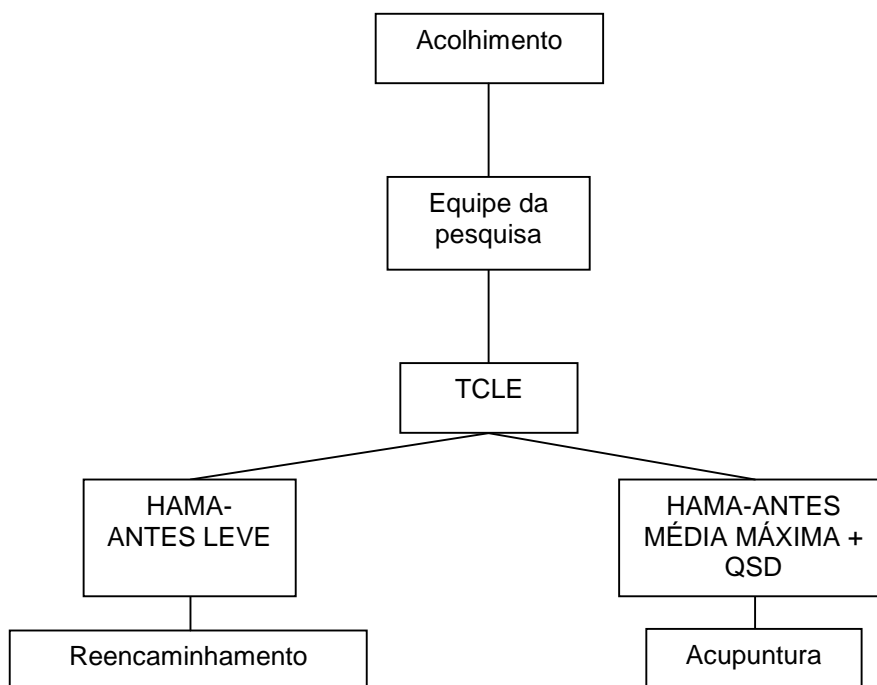 Acolhimento
Equipe da
pesquisa
TCLE
HAMA-
ANTES LEVE
HAMA-ANTES
MÉDIA MÁXIMA +
QSD
Reencaminhamento
Acupuntura